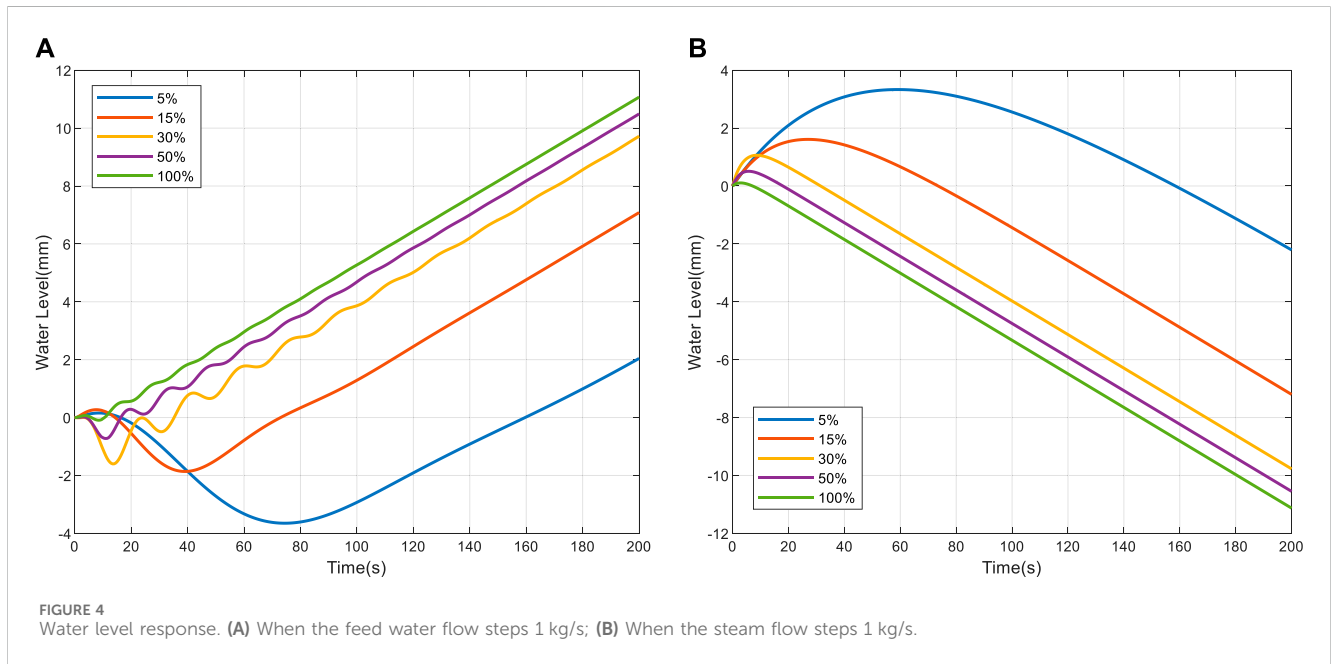 A
12
10
8
6
4
2
0
-2
-4
0 20 40 60 80 100 120 140 160 180 200
Water Level(mm)
Time(s)
5%
15%
30%
50%
100%
B
4
2
0
-2
-4
-6
-8
-10
-12
0 20 40 60 80 100 120 140 160 180 200
Water Level(mm)
Time(s)
5%
15%
30%
50%
100%
FIGURE 4
Water level response. (A) When the feed water flow steps 1 kg/s; (B) When the steam flow steps 1 kg/s.